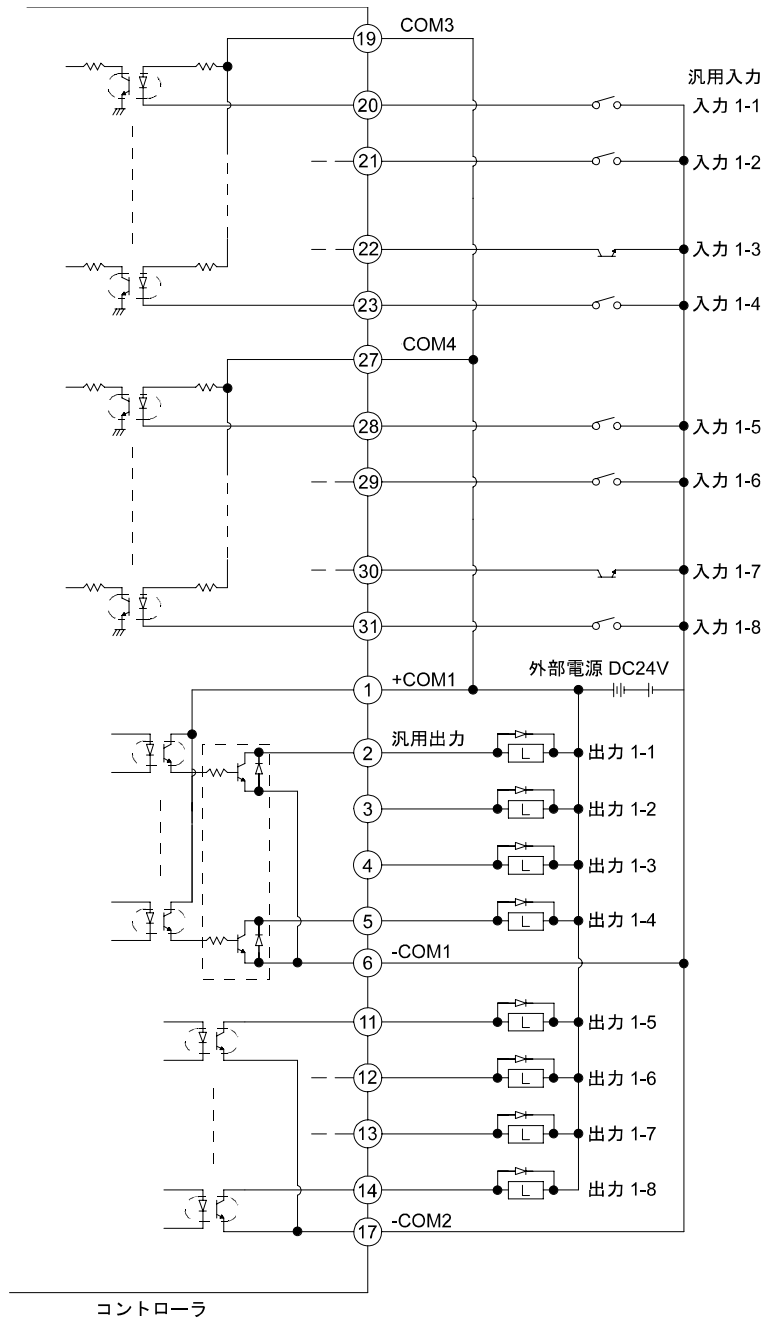 19 COM3
汎用入力
20 入力 1-1
21 入力 1-2
22 入力 1-3
23 入力 1-4
27 COM4
28 入力 1-5
29 入力 1-6
30 入力 1-7
31 入力 1-8
外部電源 DC24V
1 +COM1
汎用出力
2 L 出力 1-1
3 L 出力 1-2
4 L 出力 1-3
5 L 出力 1-4
6 -COM1
11 L 出力 1-5
12 L 出力 1-6
13 L 出力 1-7
14 L 出力 1-8
17 -COM2
コントローラ